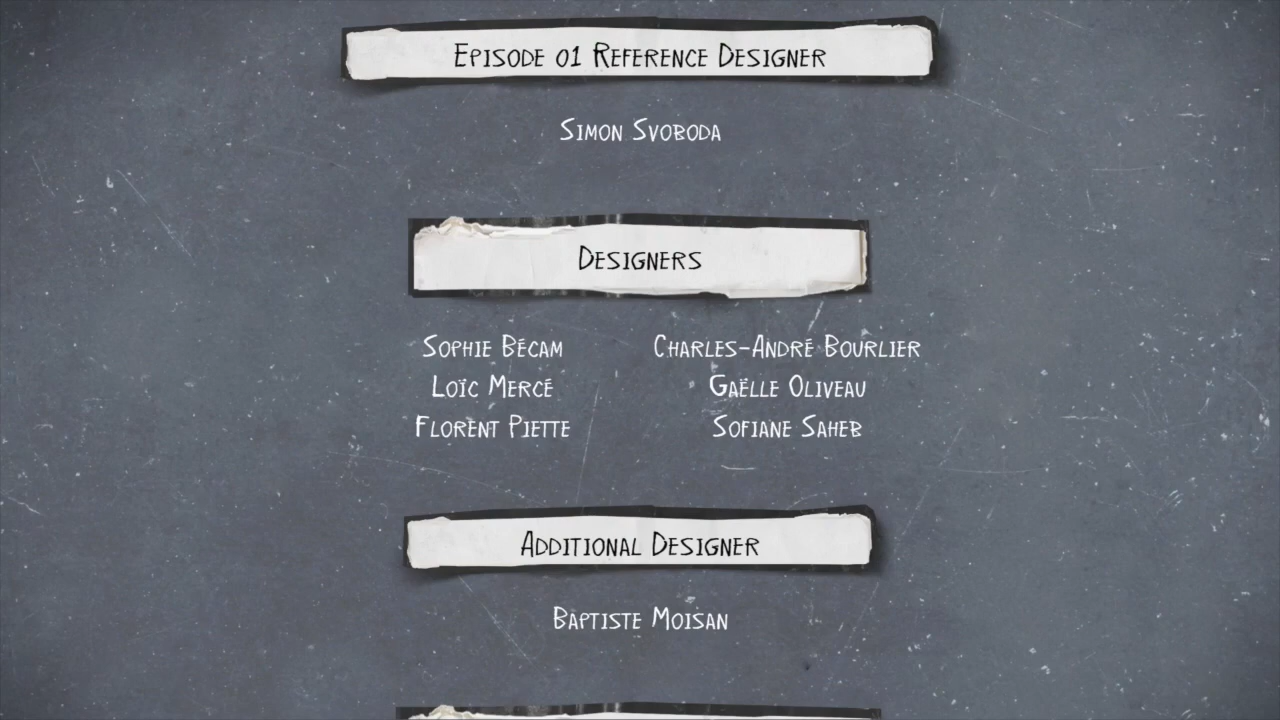 Episode 01 Reference Designer
Simon Svoboda
Designers
Sophie Bécam
Charles-André Bourlier
Loïc Mercé
Gaëlle Oliveau
Florent Piette
Sofiane Saheb
Additional Designer
Baptiste Moisan